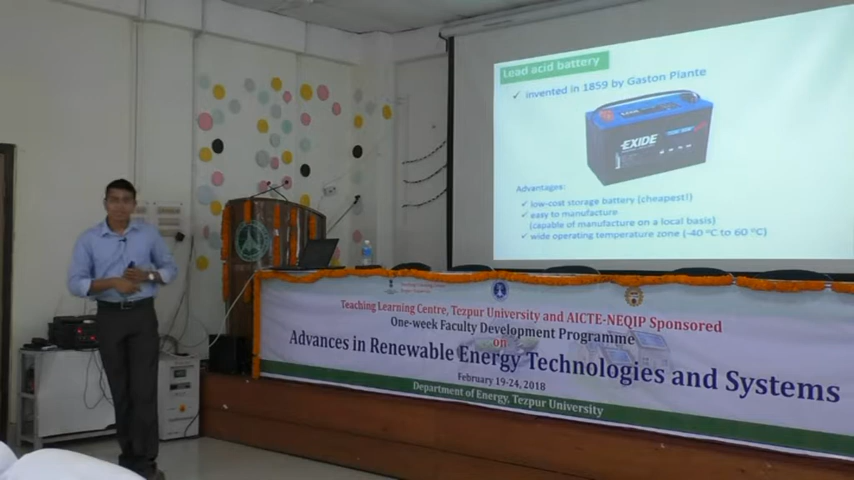 Lead acid battery
✓ invented in 1859 by Gaston Plante
EXIDE
Advantages:
✓ low-cost storage battery (cheapest!)
✓ easy to manufacture
(capable of manufacture on a local basis)
✓ wide operating temperature zone (-40 °C to 60 °C)
Teaching Learning Centre, Tezpur University and AICTE-NEQIP Sponsored
One-week Faculty Development Programme
on
Advances in Renewable Energy Technologies and Systems
February 19-24, 2018
Department of Energy, Tezpur University